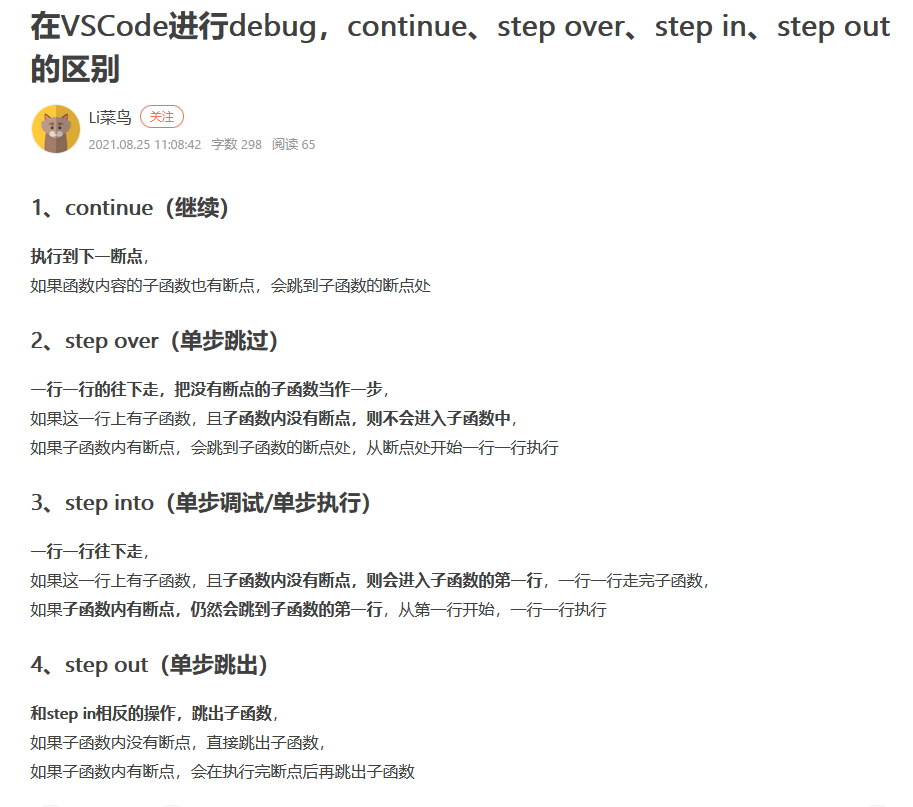 在VSCode进行debug，continue、step over、step in、step out
的区别
Li菜鸟 关注
2021.08.25 11:08:42 字数 298 阅读 65
1、continue（继续）
执行到下一断点，
如果函数内容的子函数也有断点，会跳到子函数的断点处
2、step over（单步跳过）
一行一行的往下走，把没有断点的子函数当作一步，
如果这一行上有子函数，且子函数内没有断点，则不会进入子函数中，
如果子函数内有断点，会跳到子函数的断点处，从断点处开始一行一行执行
3、step into（单步调试/单步执行）
一行一行往下走，
如果这一行上有子函数，且子函数内没有断点，则会进入子函数的第一行，一行一行走完子函数，
如果子函数内有断点，仍然会跳到子函数的第一行，从第一行开始，一行一行执行
4、step out（单步跳出）
和step in相反的操作，跳出子函数，
如果子函数内没有断点，直接跳出子函数，
如果子函数内有断点，会在执行完断点后再跳出子函数